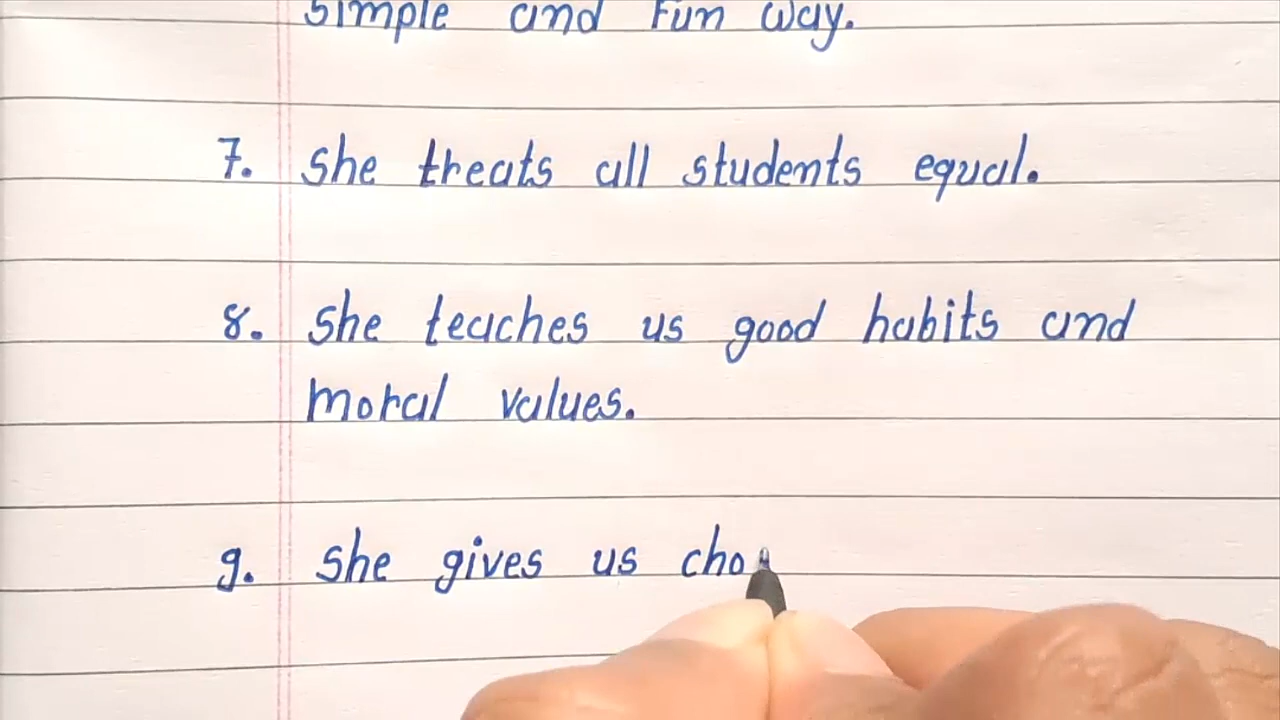 simple and Fun way.
7. She treats all students equal.
8. She teaches us good habits and
moral values.
9. She gives us cho